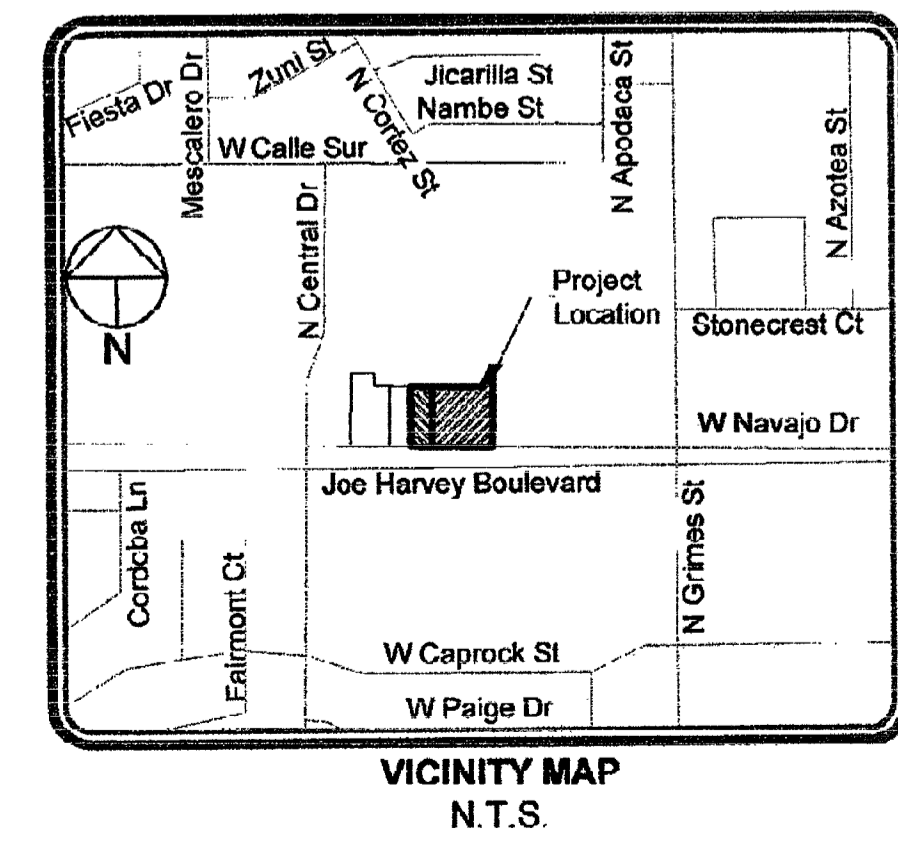 Fiesta Dr
Mescalero Dr
Zuni St
N Cortez St
Jicarilla St
Nambe St
N Apodaca St
N Azotea St
W Calle Sur
N Central Dr
N
Project
Location
Stonecrest Ct
W Navajo Dr
Joe Harvey Boulevard
Cordoba Ln
Fairmont Ct
N Grimes St
W Caprock St
W Paige Dr
VICINITY MAP
N.T.S.